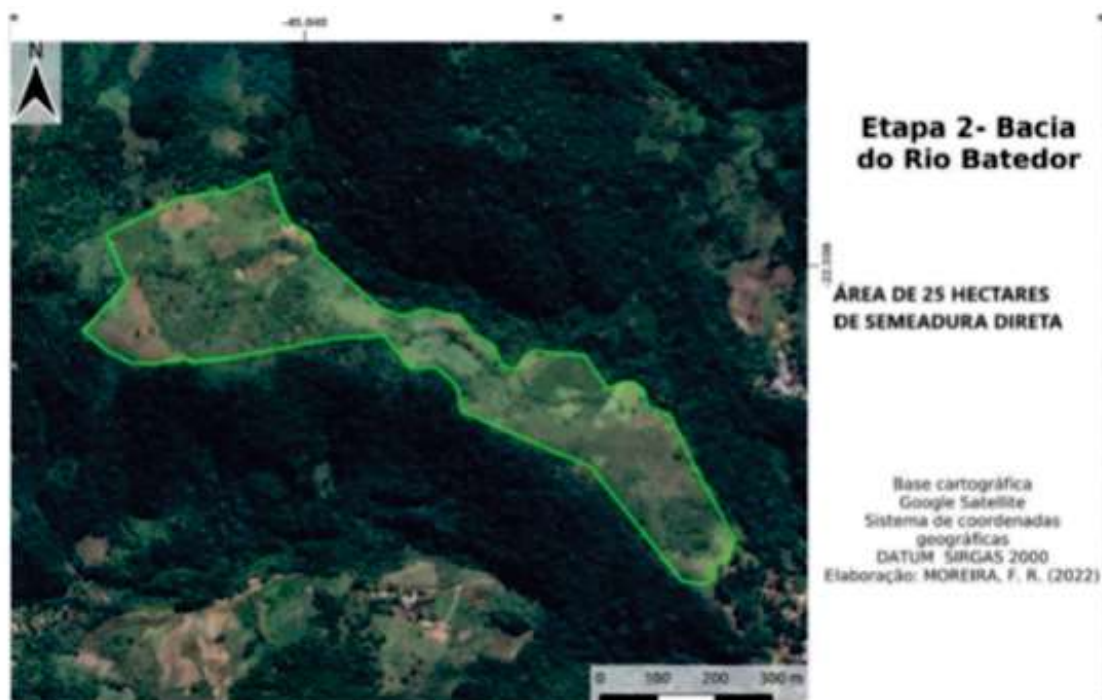 -45.040
N
Etapa 2- Bacia
do Rio Batedor
ÁREA DE 25 HECTARES
DE SEMEADURA DIRETA
Base cartográfica
Google Satellite
Sistema de coordenadas
geográficas
DATUM SIRGAS 2000
Elaboração: MOREIRA, F. R. (2022)
0 100 200 300 m